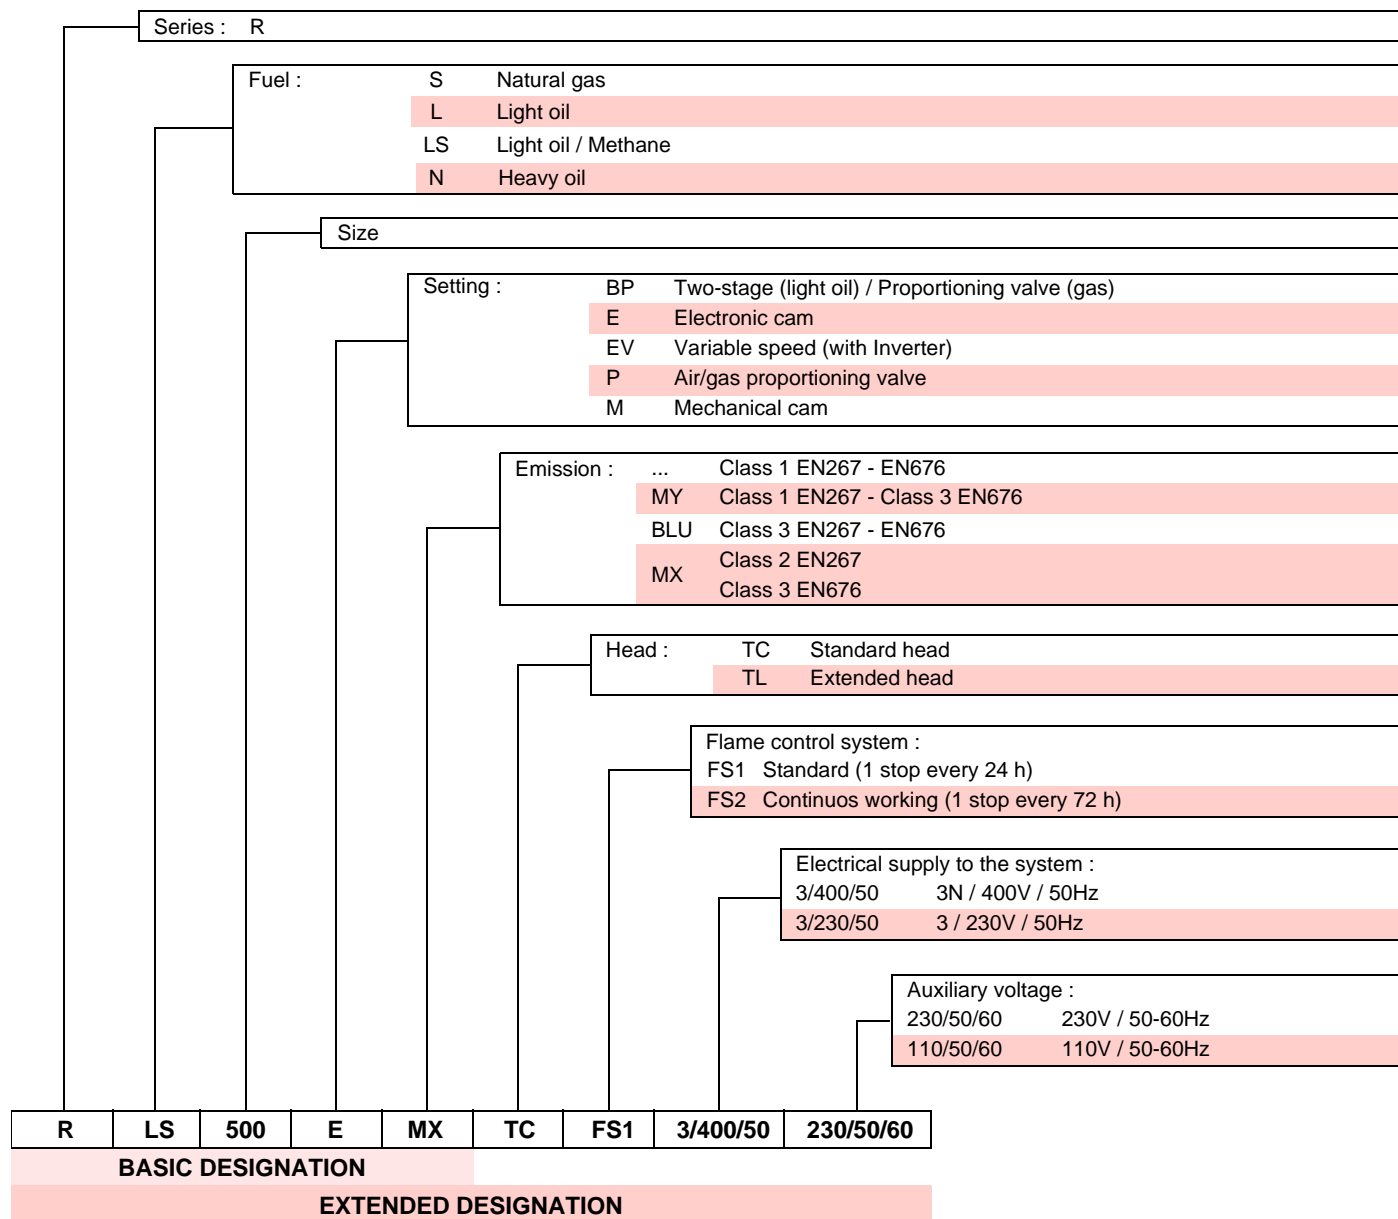 Series : R
Fuel : S Natural gas
L Light oil
LS Light oil / Methane
N Heavy oil
Size
Setting : BP Two-stage (light oil) / Proportioning valve (gas)
E Electronic cam
EV Variable speed (with Inverter)
P Air/gas proportioning valve
M Mechanical cam
Emission : ... Class 1 EN267 - EN676
MY Class 1 EN267 - Class 3 EN676
BLU Class 3 EN267 - EN676
MX Class 2 EN267
Class 3 EN676
Head : TC Standard head
TL Extended head
Flame control system :
FS1 Standard (1 stop every 24 h)
FS2 Continuos working (1 stop every 72 h)
Electrical supply to the system :
3/400/50 3N / 400V / 50Hz
3/230/50 3 / 230V / 50Hz
Auxiliary voltage :
230/50/60 230V / 50-60Hz
110/50/60 110V / 50-60Hz
R LS 500 E MX TC FS1 3/400/50 230/50/60
BASIC DESIGNATION
EXTENDED DESIGNATION